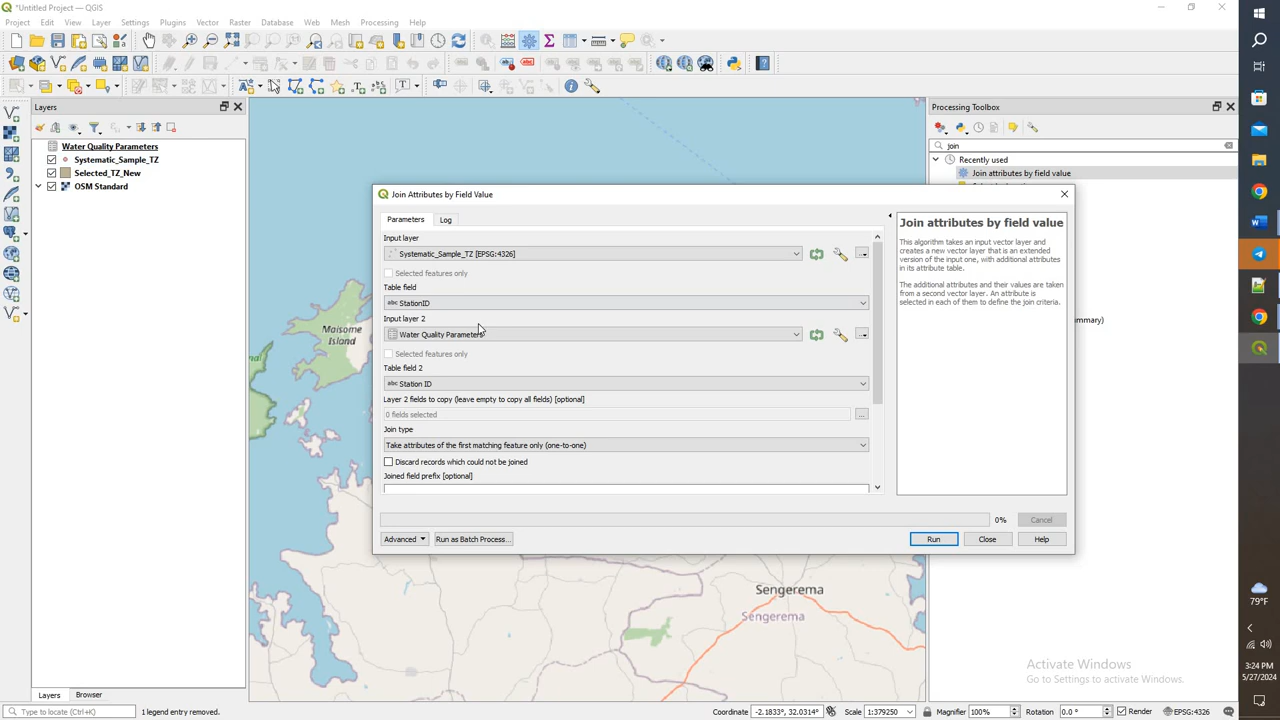 *Untitled Project — QGIS
Project Edit View Layer Settings Plugins Vector Raster Database Web Mesh Processing Help
Layers
Water Quality Parameters
Systematic_Sample_TZ
Selected_TZ_New
OSM Standard
Maisome
Island
Sengerema
Sengerema
Processing Toolbox
join
Recently used
Join attributes by field value
mmary)
Join Attributes by Field Value
Parameters Log
Input layer
Systematic_Sample_TZ [EPSG:4326]
Selected features only
Table field
abc StationID
Input layer 2
Water Quality Parameters
Selected features only
Table field 2
abc Station ID
Layer 2 fields to copy (leave empty to copy all fields) [optional]
0 fields selected
...
Join type
Take attributes of the first matching feature only (one-to-one)
Discard records which could not be joined
Joined field prefix [optional]
Join attributes by field value
This algorithm takes an input vector layer and
creates a new vector layer that is an extended
version of the input one, with additional attributes
in its attribute table.
The additional attributes and their values are taken
from a second vector layer. An attribute is
selected in each of them to define the join criteria.
0% Cancel
Advanced Run as Batch Process... Run Close Help
Activate Windows
Go to Settings to activate Windows.
79°F
3:24 PM
5/27/2024
Layers Browser
Type to locate (Ctrl+K) 1 legend entry removed. Coordinate -2.1833°, 32.0314° Scale 1:379250 Magnifier 100% Rotation 0.0 ° Render EPSG:4326